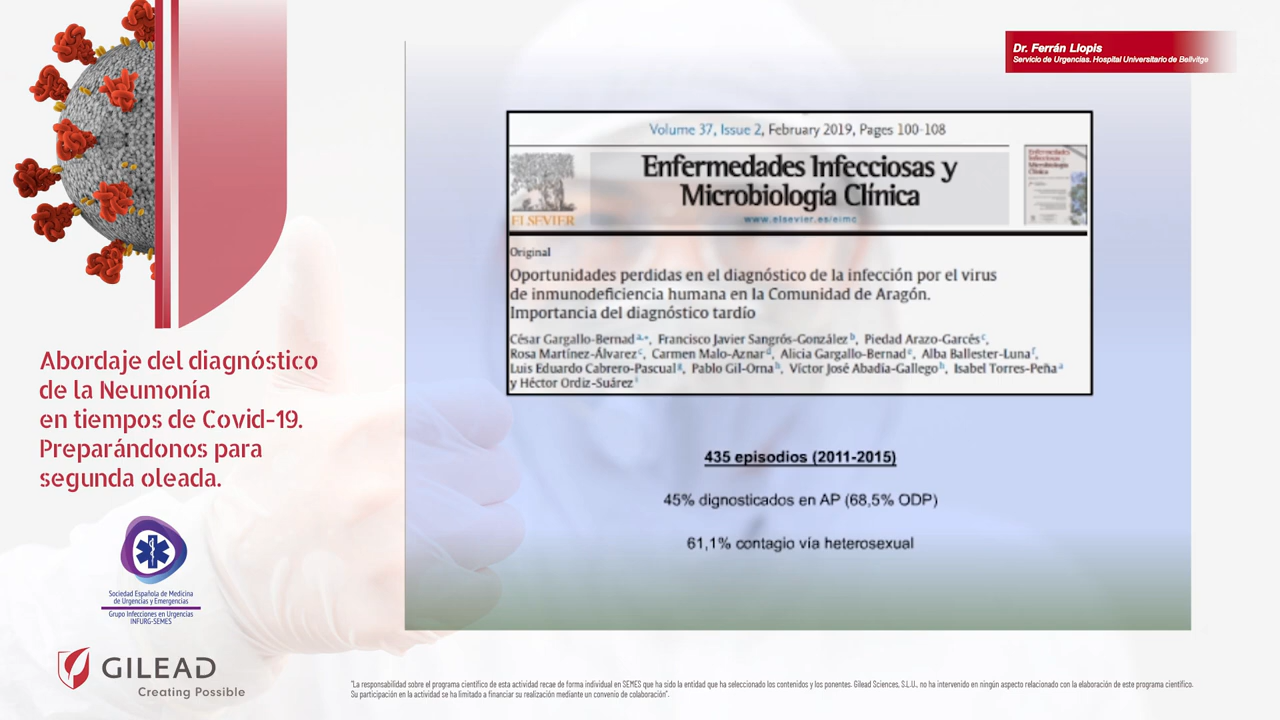 Dr. Ferrán Llopis
Servicio de Urgencias. Hospital Universitario de Bellvitge
Volume 37, Issue 2, February 2019, Pages 100-108
Enfermedades Infecciosas y
Microbiología Clínica
www.elsevier.es/eimc
ELSEVIER
Original
Oportunidades perdidas en el diagnóstico de la infección por el virus
de inmunodeficiencia humana en la Comunidad de Aragón.
Importancia del diagnóstico tardío
César Gargallo-Bernad a,*, Francisco Javier Sangrós-González b, Piedad Arazo-Garcés c,
Rosa Martínez-Álvarez c, Carmen Malo-Aznar d, Alicia Gargallo-Bernad e, Alba Ballester-Luna f,
Luis Eduardo Cabrero-Pascual g, Pablo Gil-Orna h, Víctor José Abadía-Gallego h, Isabel Torres-Peña a
y Héctor Ordiz-Suárez i
435 episodios (2011-2015)
45% dignosticados en AP (68,5% ODP)
61,1% contagio vía heterosexual
Abordaje del diagnóstico
de la Neumonía
en tiempos de Covid-19.
Preparándonos para
segunda oleada.
Sociedad Española de Medicina
de Urgencias y Emergencias
Grupo Infecciones en Urgencias
INFURG-SEMES
GILEAD
Creating Possible
"La responsabilidad sobre el programa científico de esta actividad recae de forma individual en SEMES que ha sido la entidad que ha seleccionado los contenidos y los ponentes. Gilead Sciences, S.L.U., no ha intervenido en ningún aspecto relacionado con la elaboración de este programa científico.
Su participación en la actividad se ha limitado a financiar su realización mediante un convenio de colaboración".